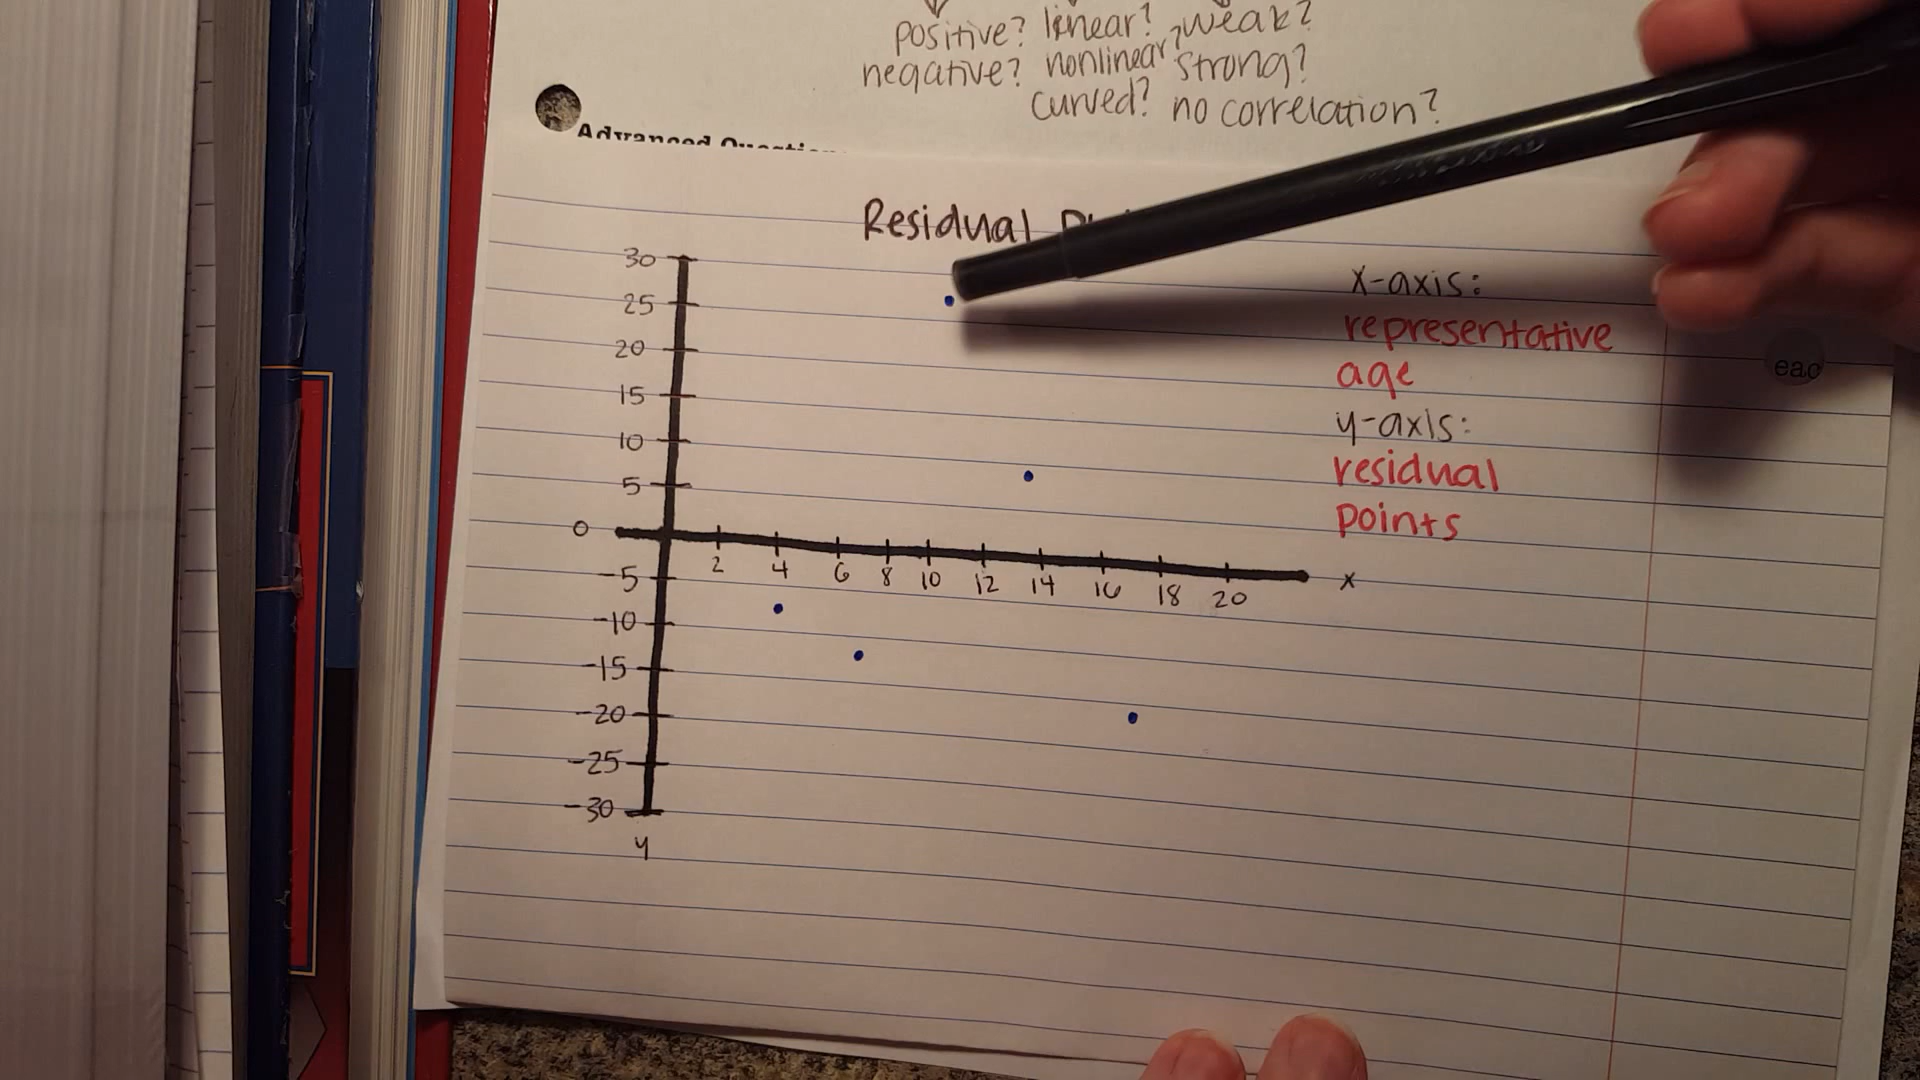 positive? linear? weak?
negative? nonlinear? strong?
curved? no correlation?
Advanced
Residual
30
25
20
15
10
5
0
-5
-10
-15
-20
-25
-30
y
2 4 6 8 10 12 14 16 18 20 x
x-axis:
representative
age
y-axis:
residual
points
eac